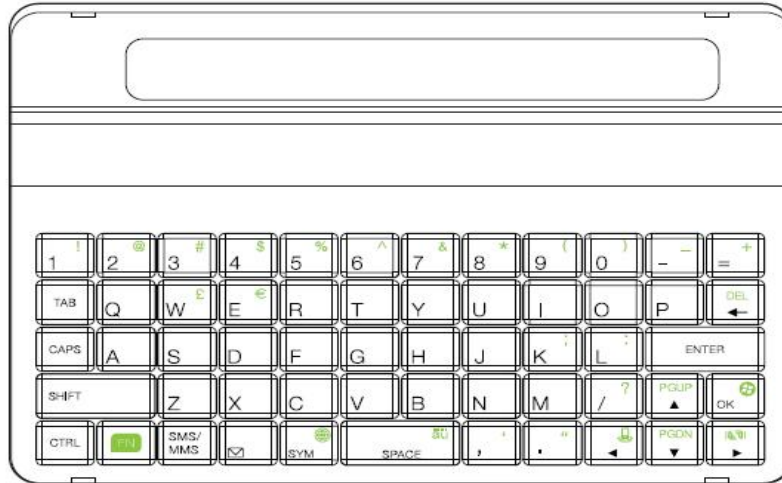 1 ! 2 @ 3 # 4 $ 5 % 6 ^ 7 & 8 * 9 ( 0 ) - _ = +
TAB Q W £ E € R T Y U I O P DEL ←
CAPS A S D F G H J K ; L : ENTER
SHIFT Z X C V B N M / ? PGUP ▲ OK
CTRL FN SMS/MMS SYM SPACE áü , ‘ . “ ◄ PGDN ▼ ►